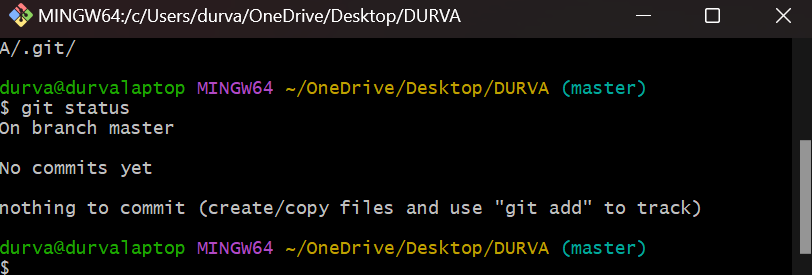 MINGW64:/c/Users/durva/OneDrive/Desktop/DURVA
A/.git/
durva@durvalaptop MINGW64 ~/OneDrive/Desktop/DURVA (master)
$ git status
On branch master
No commits yet
nothing to commit (create/copy files and use "git add" to track)
durva@durvalaptop MINGW64 ~/OneDrive/Desktop/DURVA (master)
$